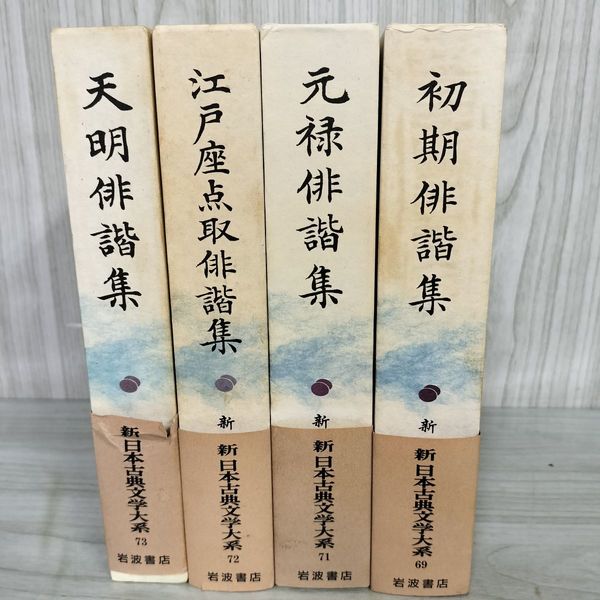 天明俳諧集
新日本古典文学大系
73
岩波書店
江戸座点取俳諧集
新
新日本古典文学大系
72
岩波書店
元禄俳諧集
新
新日本古典文学大系
71
岩波書店
初期俳諧集
新
新日本古典文学大系
69
岩波書店